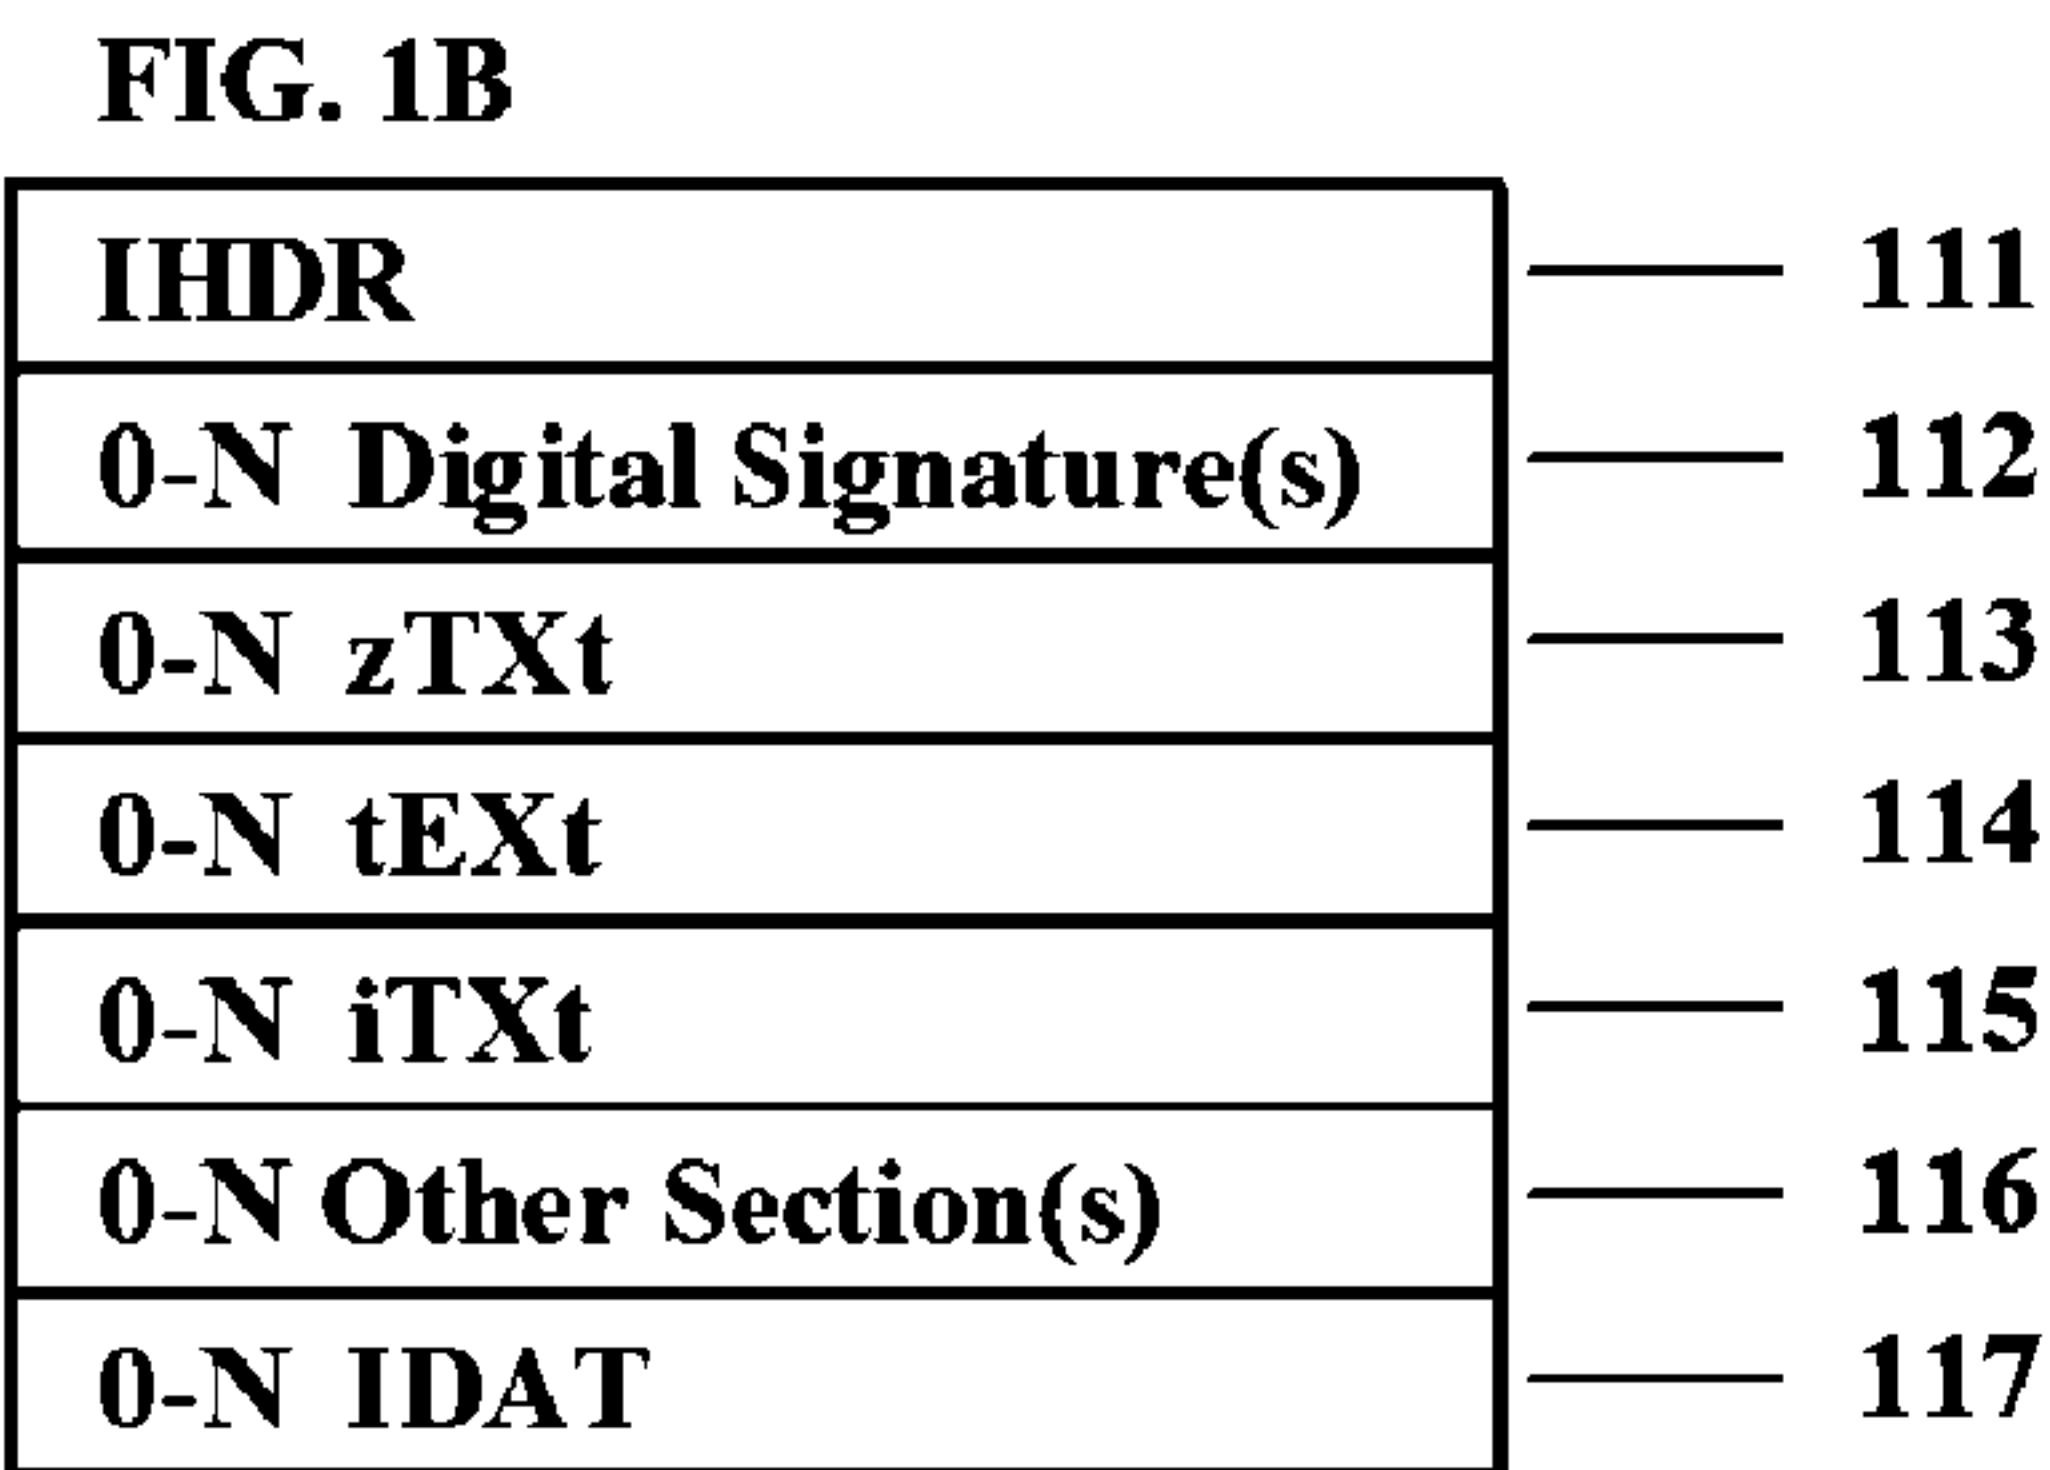 FIG. 1B
IHDR 111
0-N Digital Signature(s) 112
0-N zTXt 113
0-N tEXt 114
0-N iTXt 115
0-N Other Section(s) 116
0-N IDAT 117